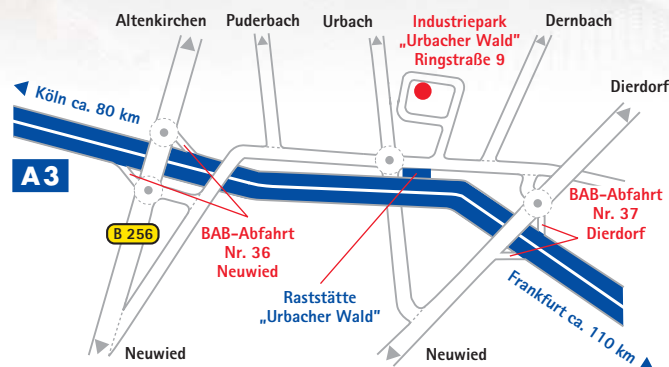 Altenkirchen
Puderbach
Urbach
Industriepark
„Urbacher Wald"
Ringstraße 9
Dernbach
Dierdorf
Köln ca. 80 km
A3
B 256
BAB-Abfahrt
Nr. 36
Neuwied
BAB-Abfahrt
Nr. 37
Dierdorf
Raststätte
„Urbacher Wald"
Frankfurt ca. 110 km
Neuwied
Neuwied